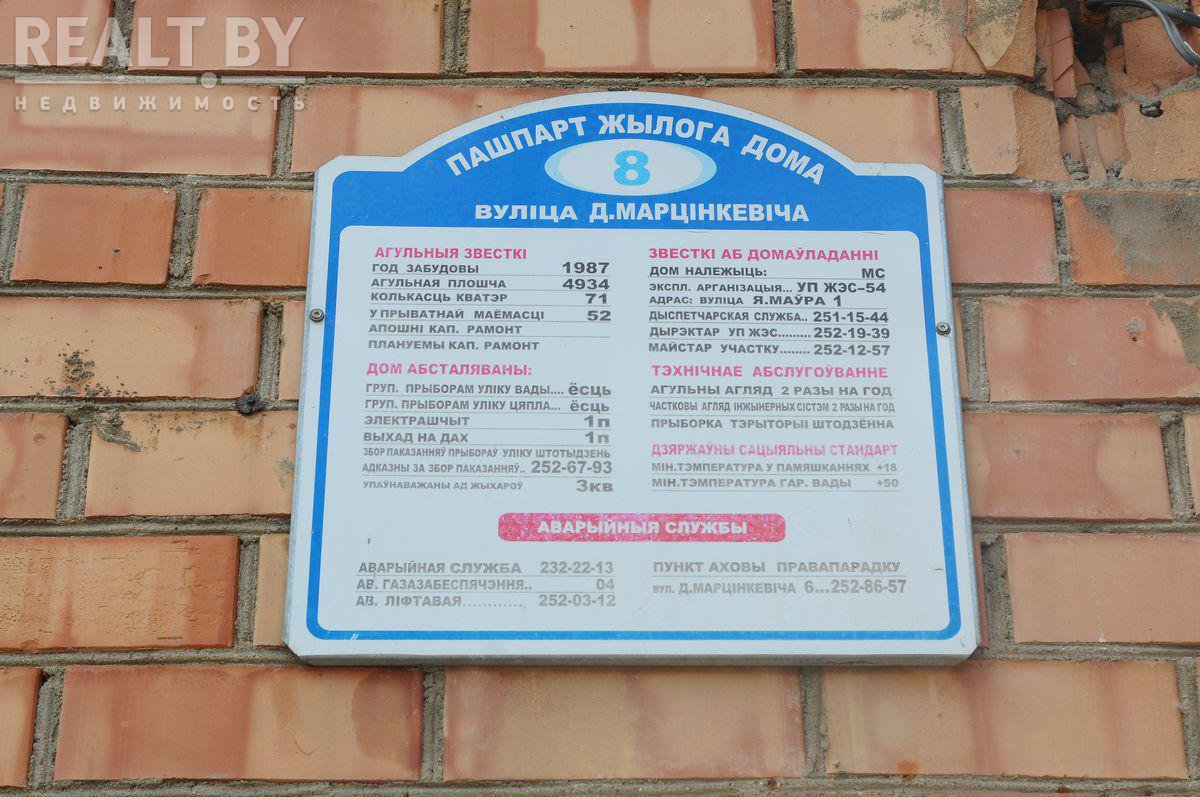 REALT BY
НЕДВИЖИМОСТЬ
ПАШПАРТ ЖЫЛОГА ДОМА
8
ВУЛІЦА Д.МАРЦІНКЕВІЧА
АГУЛЬНЫЯ ЗВЕСТКІ
ГОД ЗАБУДОВЫ 1987
АГУЛЬНАЯ ПЛОШЧА 4934
КОЛЬКАСЦЬ КВАТЭР 71
У ПРЫВАТНАЙ МАЁМАСЦІ 52
АПОШНІ КАП. РАМОНТ
ПЛАНУЕМЫ КАП. РАМОНТ
ДОМ АБСТАЛЯВАНЫ:
ГРУП. ПРЫБОРАМ УЛІКУ ВАДЫ.... ЁСЦЬ
ГРУП. ПРЫБОРАМ УЛІКУ ЦЯПЛА... ЁСЦЬ
ЭЛЕКТРАШЧЫТ 1П
ВЫХАД НА ДАХ 1П
ЗБОР ПАКАЗАННЯЎ ПРЫБОРАЎ УЛІКУ ШТОТЫДЗЕНЬ
АДКАЗНЫ ЗА ЗБОР ПАКАЗАННЯЎ.. 252-67-93
УПАЎНАВАЖАНЫ АД ЖЫХАРОЎ 3КВ
ЗВЕСТКІ АБ ДОМАЎЛАДАННІ
ДОМ НАЛЕЖЫЦЬ: МС
ЭКСПЛ. АРГАНІЗАЦЫЯ... УП ЖЭС-54
АДРАС: ВУЛІЦА Я.МАЎРА 1
ДЫСПЕТЧАРСКАЯ СЛУЖБА.. 251-15-44
ДЫРЭКТАР УП ЖЭС......... 252-19-39
МАЙСТАР УЧАСТКУ........ 252-12-57
ТЭХНІЧНАЕ АБСЛУГОЎВАННЕ
АГУЛЬНЫ АГЛЯД 2 РАЗЫ НА ГОД
ЧАСТКОВЫ АГЛЯД ІНЖЫНЕРНЫХ СІСТЭМ 2 РАЗЫ НА ГОД
ПРЫБОРКА ТЭРЫТОРЫІ ШТОДЗЁННА
ДЗЯРЖАЎНЫ САЦЫЯЛЬНЫ СТАНДАРТ
МІН.ТЭМПЕРАТУРА У ПАМЯШКАННЯХ +18
МІН.ТЭМПЕРАТУРА ГАР. ВАДЫ +50
АВАРЫЙНЫЯ СЛУЖБЫ
АВАРЫЙНАЯ СЛУЖБА 232-22-13
АВ. ГАЗАЗАБЕСПЯЧЭННЯ.. 04
АВ. ЛІФТАВАЯ............ 252-03-12
ПУНКТ АХОВЫ ПРАВАПАРАДКУ
ВУЛ. Д.МАРЦІНКЕВІЧА 6...252-86-57